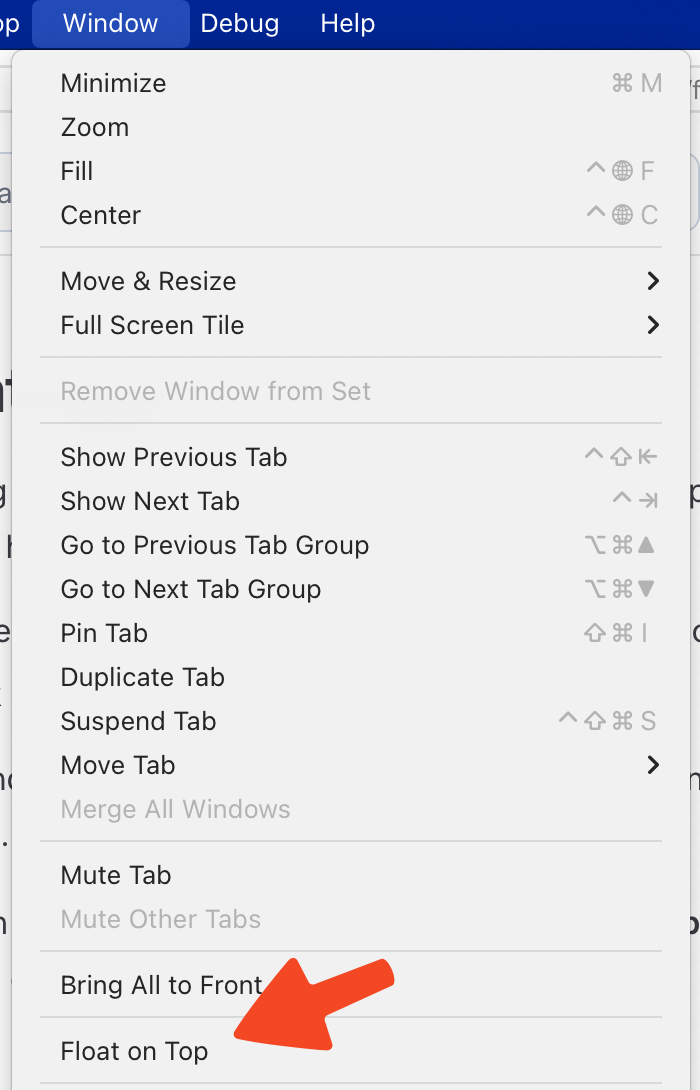 Window Debug Help
Minimize ⌘ M
Zoom
Fill ^ 🌐 F
Center ^ 🌐 C
Move & Resize >
Full Screen Tile >
Remove Window from Set
Show Previous Tab ^ ⇧ ⇤
Show Next Tab ^ ⇥
Go to Previous Tab Group ⌥ ⌘ ▲
Go to Next Tab Group ⌥ ⌘ ▼
Pin Tab ⇧ ⌘ I
Duplicate Tab
Suspend Tab ^ ⇧ ⌘ S
Move Tab >
Merge All Windows
Mute Tab
Mute Other Tabs
Bring All to Front
Float on Top